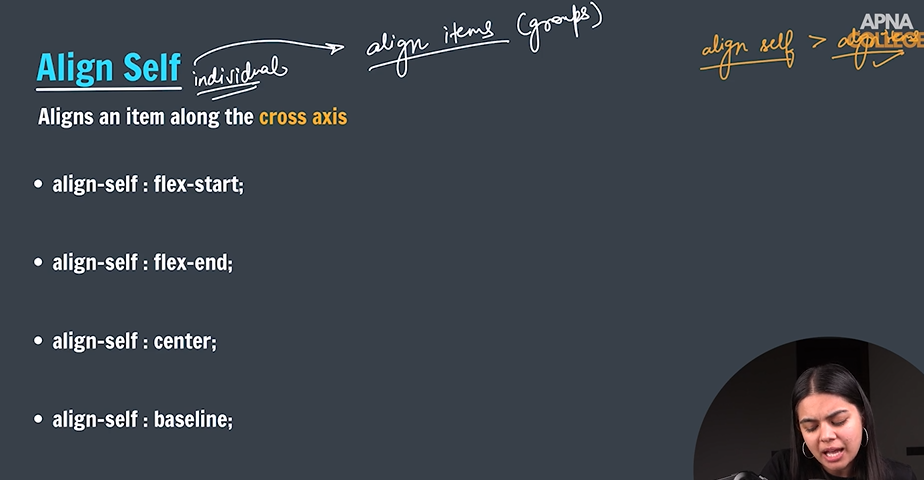 align items (groups)
APNA
COLLEGE
Align Self individual
align self >
Aligns an item along the cross axis
• align-self : flex-start;
• align-self : flex-end;
• align-self : center;
• align-self : baseline;